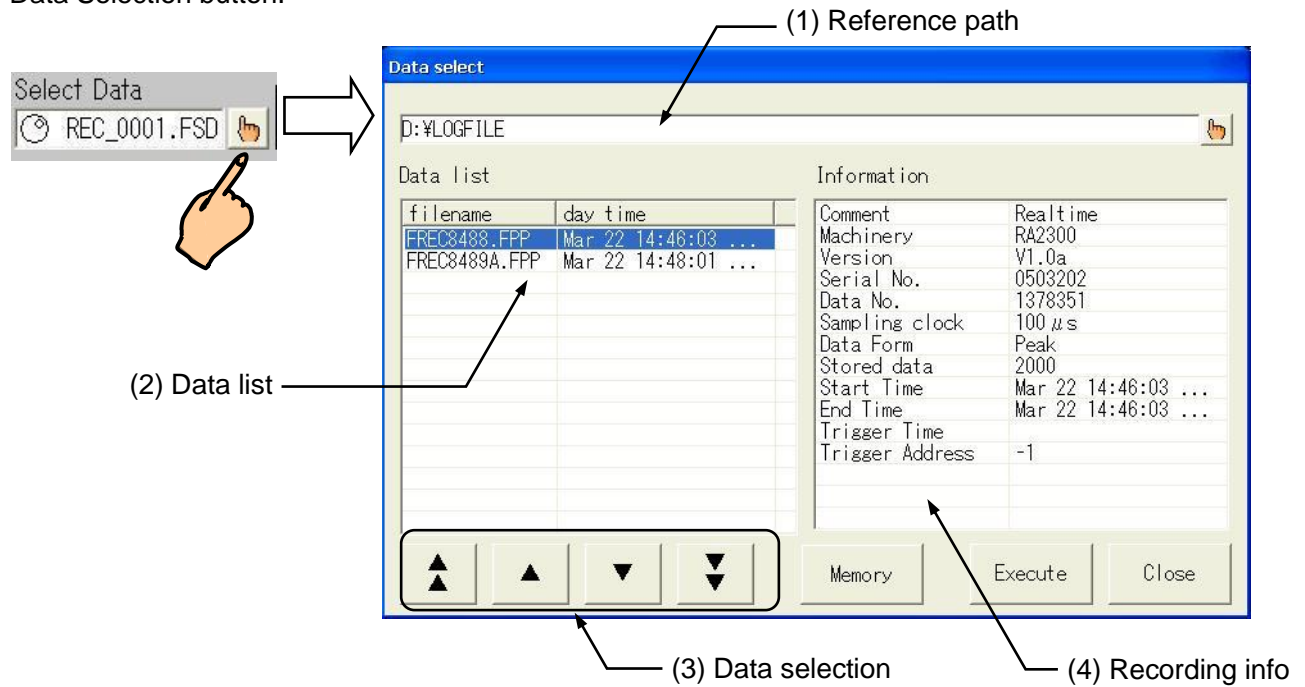 Data Selection button.
(1) Reference path
Select Data
REC_0001.FSD
Data select
D:¥LOGFILE
Data list
filename day time
FREC8488.FPP Mar 22 14:46:03 ...
FREC8489A.FPP Mar 22 14:48:01 ...
Information
Comment Realtime
Machinery RA2300
Version V1.0a
Serial No. 0503202
Data No. 1378351
Sampling clock 100 μs
Data Form Peak
Stored data 2000
Start Time Mar 22 14:46:03 ...
End Time Mar 22 14:46:03 ...
Trigger Time
Trigger Address -1
(2) Data list
Memory Execute Close
(3) Data selection
(4) Recording info